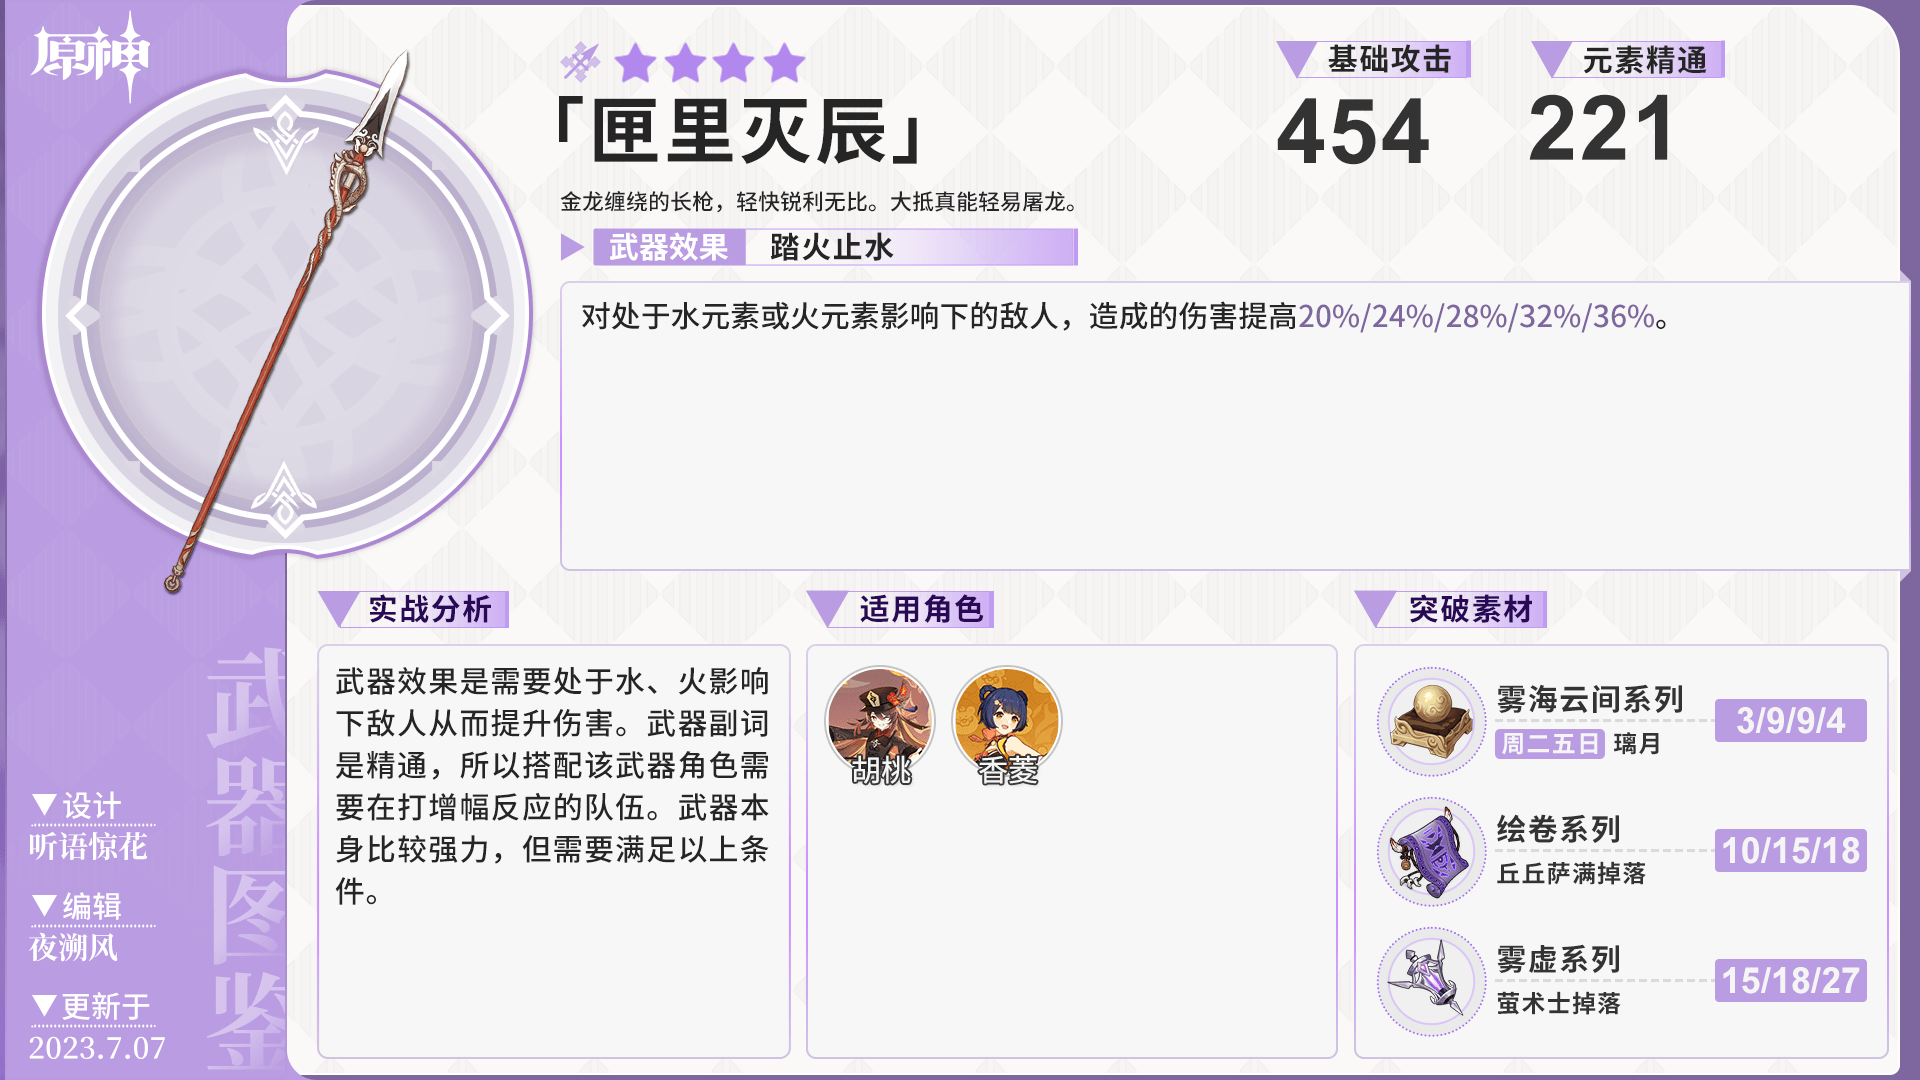 原神
「匣里灭辰」
金龙缠绕的长枪，轻快锐利无比。大抵真能轻易屠龙。
基础攻击
454
元素精通
221
武器效果 踏火止水
对处于水元素或火元素影响下的敌人，造成的伤害提高20%/24%/28%/32%/36%。
实战分析
武器效果是需要处于水、火影响
下敌人从而提升伤害。武器副词
是精通，所以搭配该武器角色需
要在打增幅反应的队伍。武器本
身比较强力，但需要满足以上条
件。
适用角色
胡桃
香菱
突破素材
雾海云间系列
周二五日 璃月
3/9/9/4
绘卷系列
丘丘萨满掉落
10/15/18
雾虚系列
萤术士掉落
15/18/27
武器图鉴
▼设计
听语惊花
▼编辑
夜溯风
▼更新于
2023.7.07